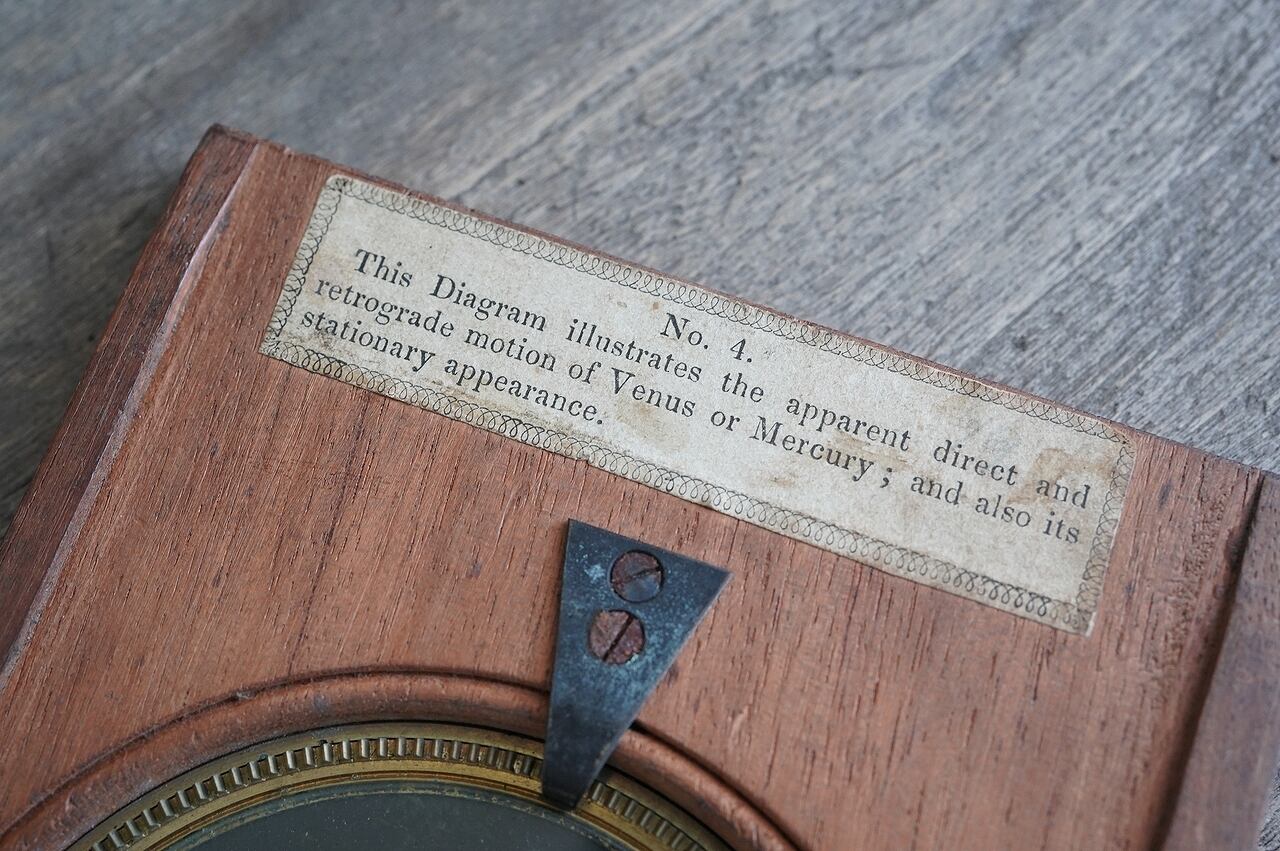 No. 4.
This Diagram illustrates the apparent direct and
retrograde motion of Venus or Mercury; and also its
stationary appearance.